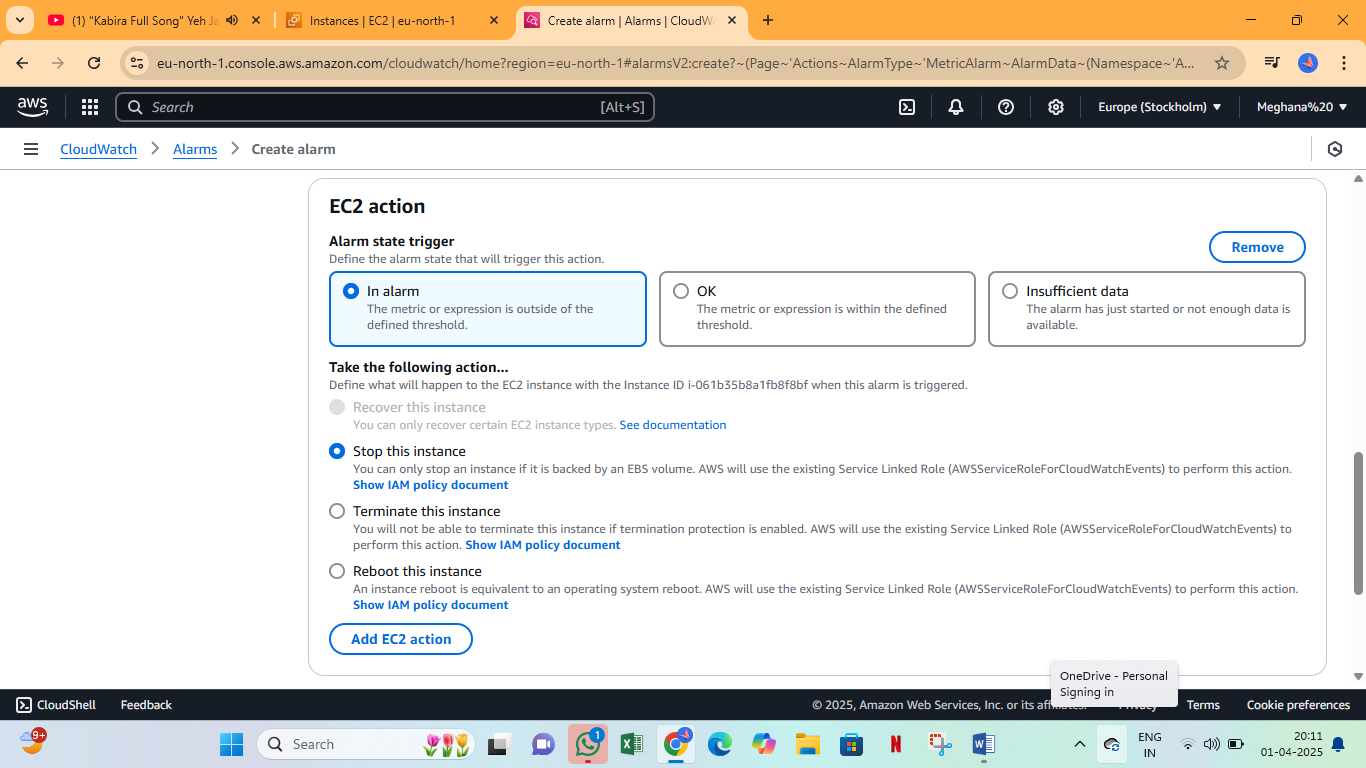 (1) "Kabira Full Song" Yeh Ja
Instances | EC2 | eu-north-1
Create alarm | Alarms | CloudWa
eu-north-1.console.aws.amazon.com/cloudwatch/home?region=eu-north-1#alarmsV2:create?~(Page~'Actions~AlarmType~'MetricAlarm~AlarmData~(Namespace~'A...
aws
Search
[Alt+S]
Europe (Stockholm)
Meghana%20
CloudWatch
Alarms
Create alarm
EC2 action
Alarm state trigger
Define the alarm state that will trigger this action.
Remove
In alarm
The metric or expression is outside of the
defined threshold.
OK
The metric or expression is within the defined
threshold.
Insufficient data
The alarm has just started or not enough data is
available.
Take the following action...
Define what will happen to the EC2 instance with the Instance ID i-061b35b8a1fb8f8bf when this alarm is triggered.
Recover this instance
You can only recover certain EC2 instance types. See documentation
Stop this instance
You can only stop an instance if it is backed by an EBS volume. AWS will use the existing Service Linked Role (AWSServiceRoleForCloudWatchEvents) to perform this action.
Show IAM policy document
Terminate this instance
You will not be able to terminate this instance if termination protection is enabled. AWS will use the existing Service Linked Role (AWSServiceRoleForCloudWatchEvents) to
perform this action. Show IAM policy document
Reboot this instance
An instance reboot is equivalent to an operating system reboot. AWS will use the existing Service Linked Role (AWSServiceRoleForCloudWatchEvents) to perform this action.
Show IAM policy document
Add EC2 action
OneDrive - Personal
Signing in
CloudShell
Feedback
© 2025, Amazon Web Services, Inc. or its affiliates.
Privacy
Terms
Cookie preferences
9+
Search
1
ENG
IN
20:11
01-04-2025